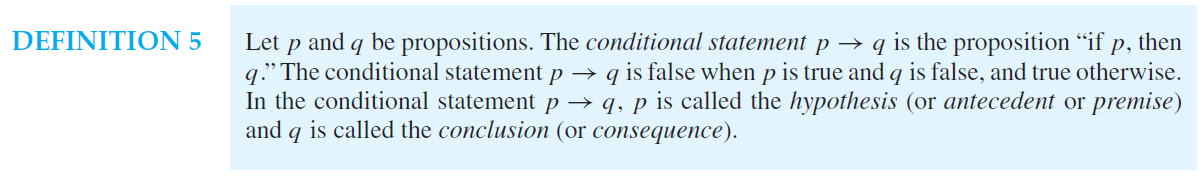 DEFINITION 5
Let p and q be propositions. The conditional statement p → q is the proposition “if p, then
q.” The conditional statement p → q is false when p is true and q is false, and true otherwise.
In the conditional statement p → q, p is called the hypothesis (or antecedent or premise)
and q is called the conclusion (or consequence).